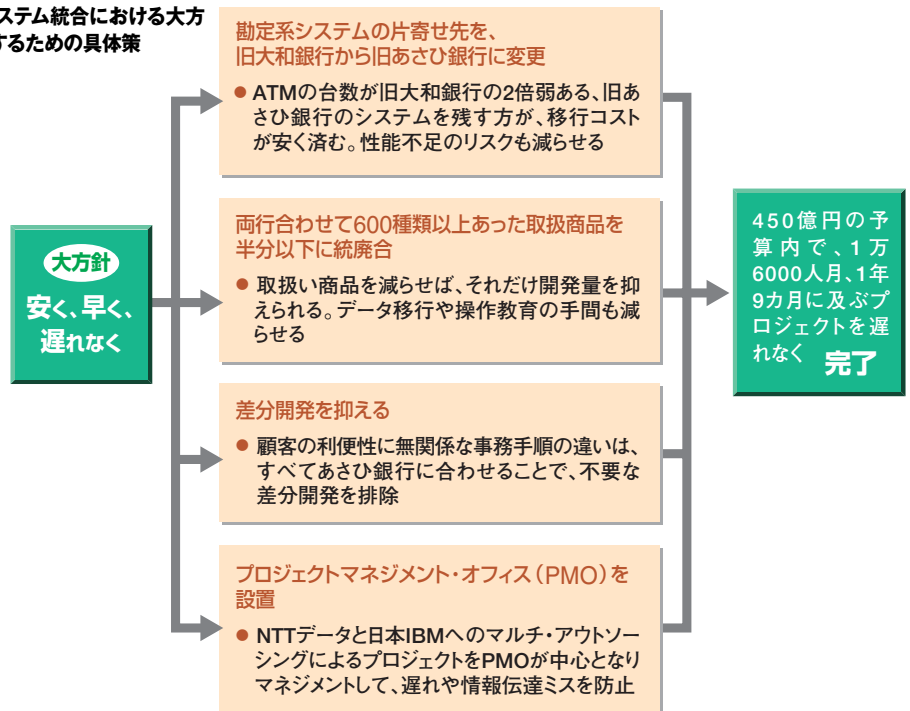 ステム統合における大方
するための具体策
勘定系システムの片寄せ先を、
旧大和銀行から旧あさひ銀行に変更
● ATMの台数が旧大和銀行の2倍弱ある、旧あ
さひ銀行のシステムを残す方が、移行コスト
が安く済む。性能不足のリスクも減らせる
両行合わせて600種類以上あった取扱商品を
半分以下に統廃合
● 取扱い商品を減らせば、それだけ開発量を抑
えられる。データ移行や操作教育の手間も減
らせる
大方針
安く、早く、
遅れなく
差分開発を抑える
● 顧客の利便性に無関係な事務手順の違いは、
すべてあさひ銀行に合わせることで、不要な
差分開発を排除
プロジェクトマネジメント・オフィス（PMO）を
設置
● NTTデータと日本IBMへのマルチ・アウトソー
シングによるプロジェクトをPMOが中心となり
マネジメントして、遅れや情報伝達ミスを防止
450億円の予
算内で、1万
6000人月、1年
9カ月に及ぶプ
ロジェクトを遅
れなく 完了